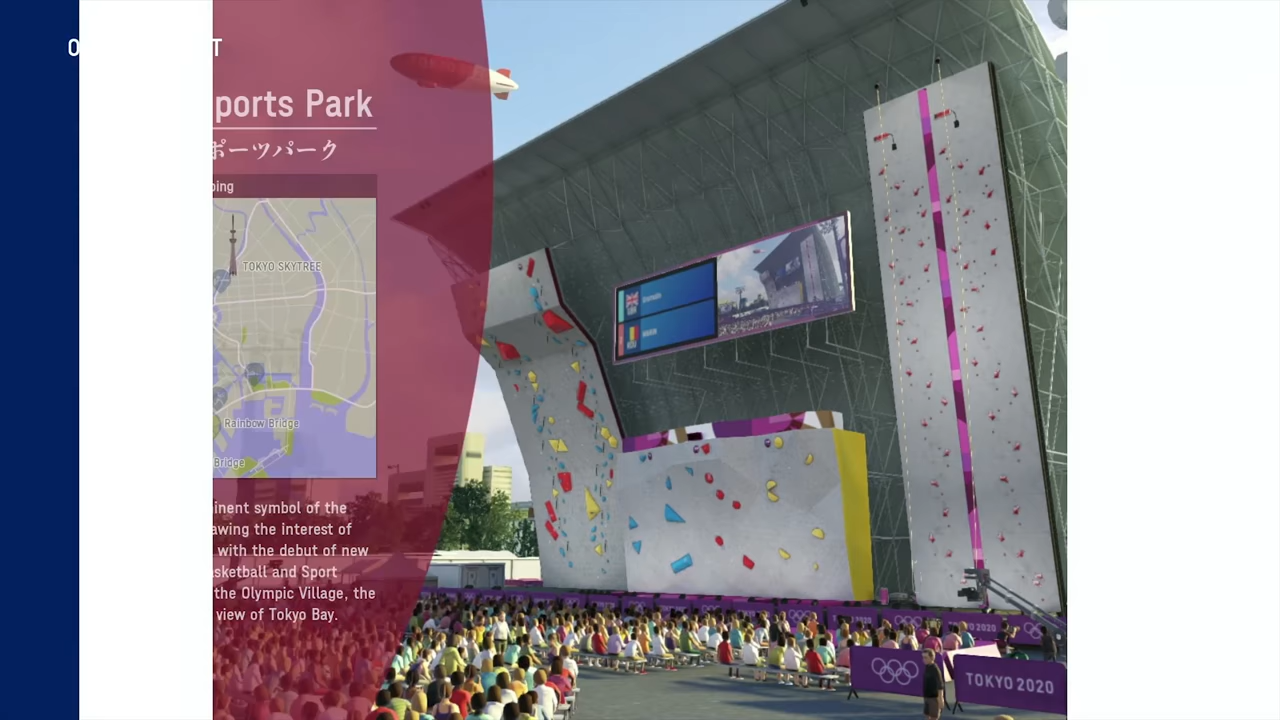 O
T
ports Park
ポーツパーク
ping
TOKYO SKYTREE
Rainbow Bridge
Bridge
inent symbol of the
awing the interest of
with the debut of new
asketball and Sport
the Olympic Village, the
view of Tokyo Bay.
TOKYO 2020